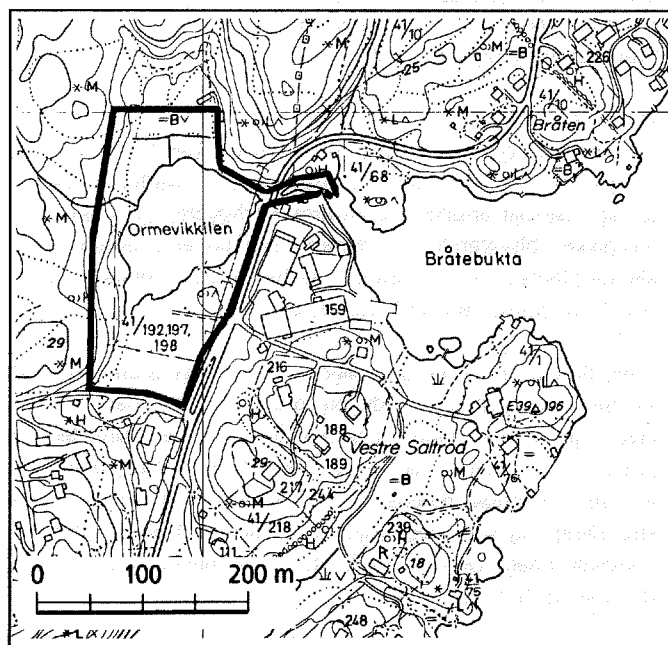 41/10
M
M
=B
226
25
H
41/10
=B
L
M
L
Bråten
41/68
M
L
=B
Ormevikkilen
Bråtebukta
41/192,197,
198
159
29
M
M
41/1
216
L
E39 196
H
188
Vestre Saltrød
M
29
189
=B
M
41/76
217
244
M
41/218
239
H
H
R
111
18
41/75
0 100 200 m
L
248
L